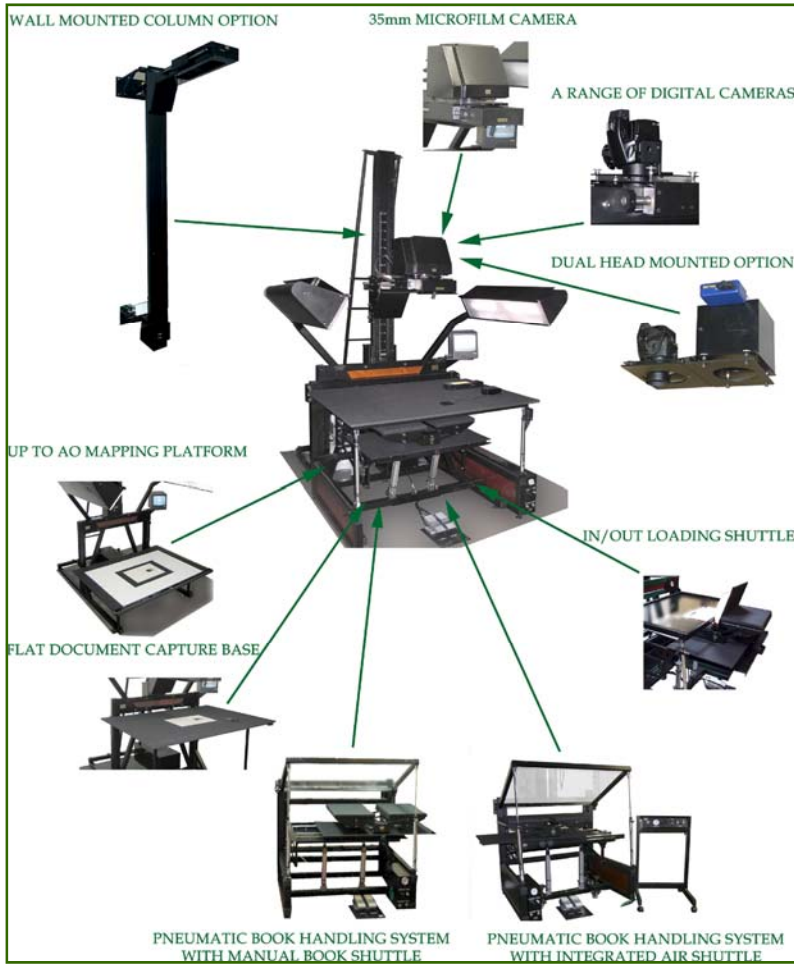 WALL MOUNTED COLUMN OPTION
35mm MICROFILM CAMERA
A RANGE OF DIGITAL CAMERAS
DUAL HEAD MOUNTED OPTION
UP TO AO MAPPING PLATFORM
IN/OUT LOADING SHUTTLE
FLAT DOCUMENT CAPTURE BASE
PNEUMATIC BOOK HANDLING SYSTEM
WITH MANUAL BOOK SHUTTLE
PNEUMATIC BOOK HANDLING SYSTEM
WITH INTEGRATED AIR SHUTTLE